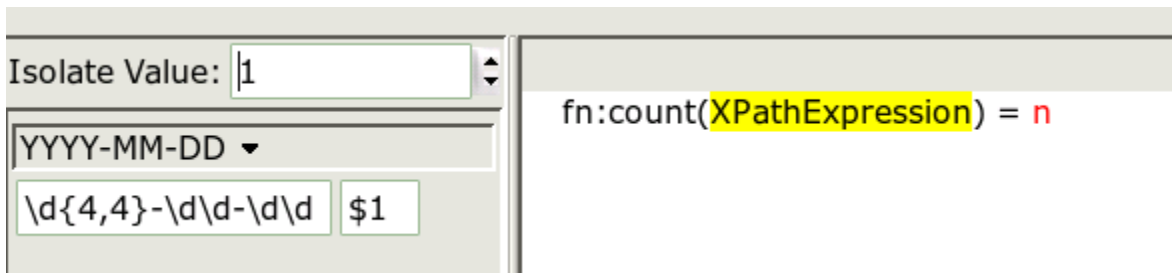 Isolate Value: 1
YYYY-MM-DD
\d{4,4}-\d\d-\d\d $1
fn:count(XPathExpression) = n